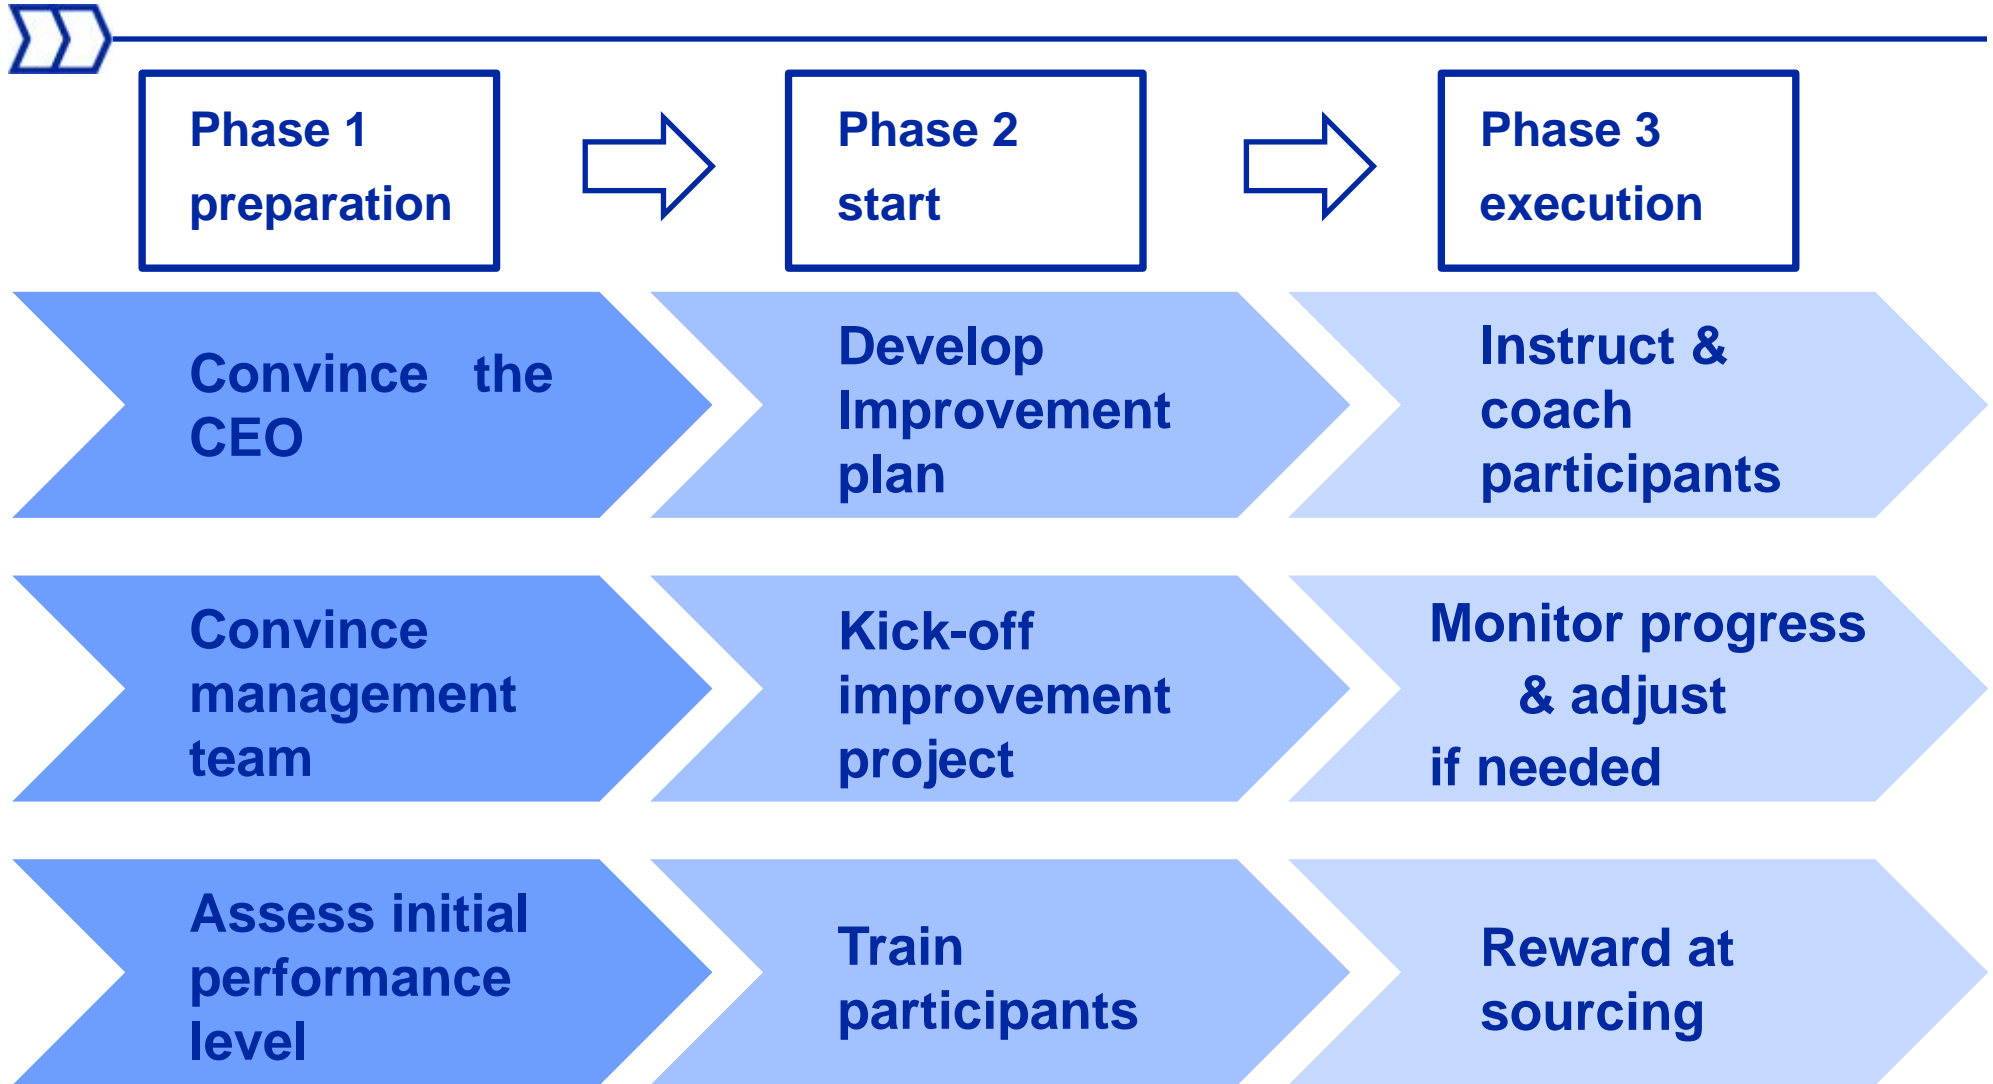 Phase 1
preparation
Phase 2
start
Phase 3
execution
Convince the
CEO
Develop
Improvement
plan
Instruct &
coach
participants
Convince
management
team
Kick-off
improvement
project
Monitor progress
& adjust
if needed
Assess initial
performance
level
Train
participants
Reward at
sourcing